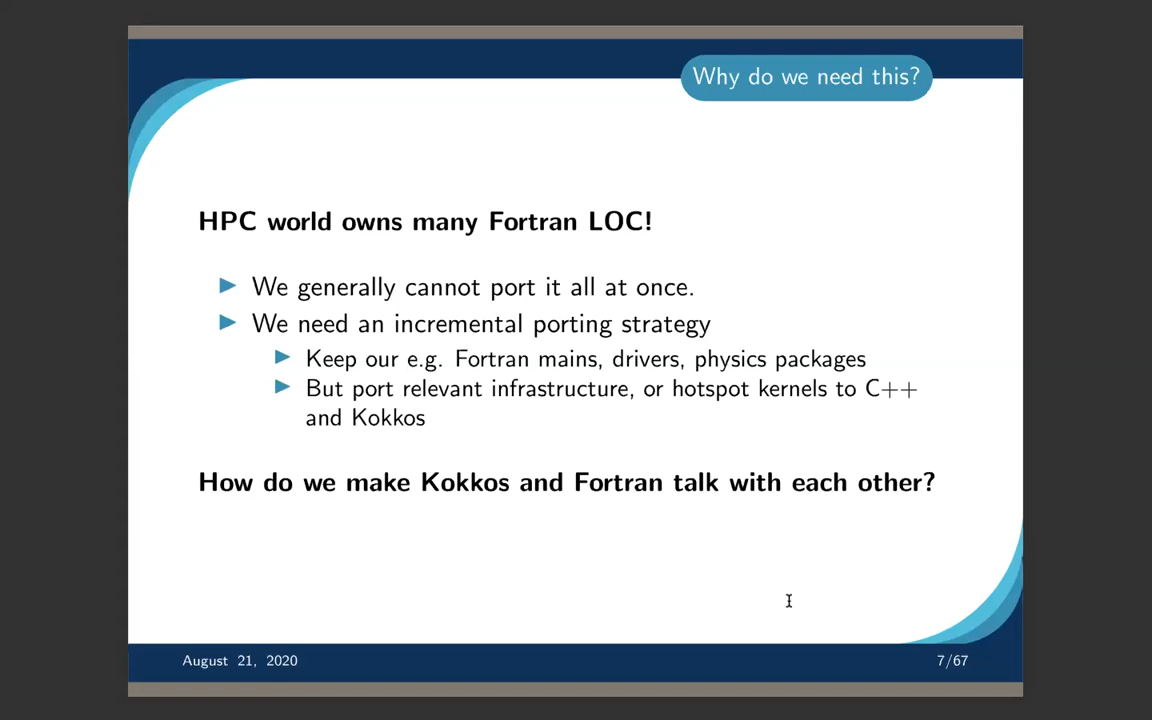 Why do we need this?
HPC world owns many Fortran LOC!
We generally cannot port it all at once.
We need an incremental porting strategy
Keep our e.g. Fortran mains, drivers, physics packages
But port relevant infrastructure, or hotspot kernels to C++
and Kokkos
How do we make Kokkos and Fortran talk with each other?
August 21, 2020
7/67